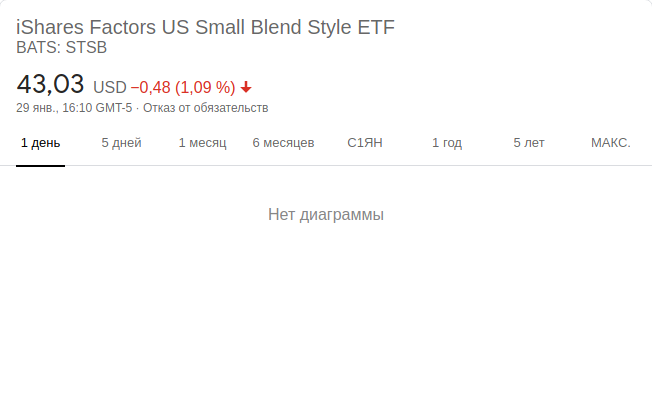 iShares Factors US Small Blend Style ETF
BATS: STSB
43,03 USD −0,48 (1,09 %)
29 янв., 16:10 GMT-5 · Отказ от обязательств
1 день 5 дней 1 месяц 6 месяцев С1ЯН 1 год 5 лет МАКС.
Нет диаграммы